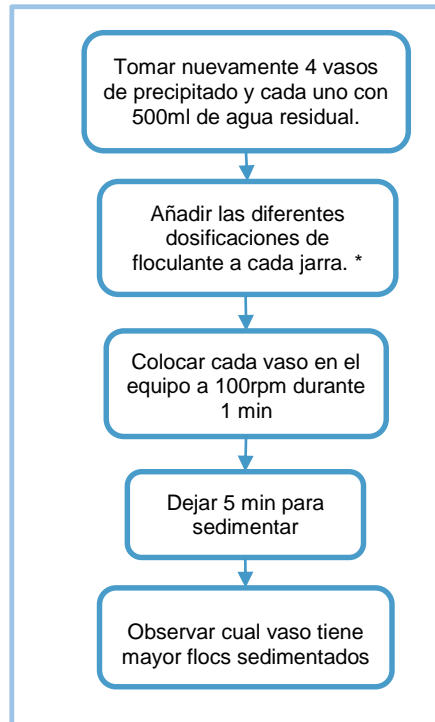 Tomar nuevamente 4 vasos
de precipitado y cada uno con
500ml de agua residual.
Añadir las diferentes
dosificaciones de
floculante a cada jarra. *
Colocar cada vaso en el
equipo a 100rpm durante
1 min
Dejar 5 min para
sedimentar
Observar cual vaso tiene
mayor flocs sedimentados